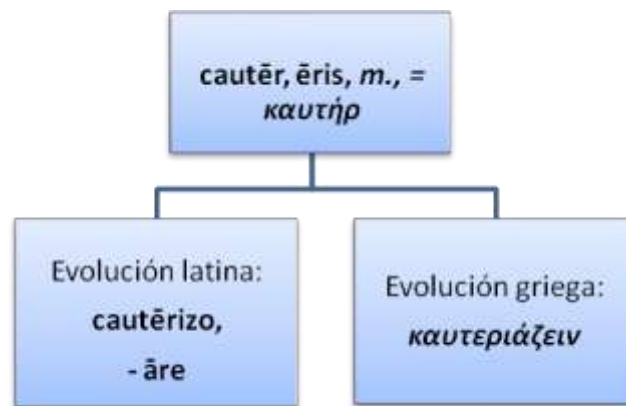 cautēr, ēris, m., =
καυτήρ
Evolución latina:
cautērizo,
- āre
Evolución griega:
καυτεριάζειν